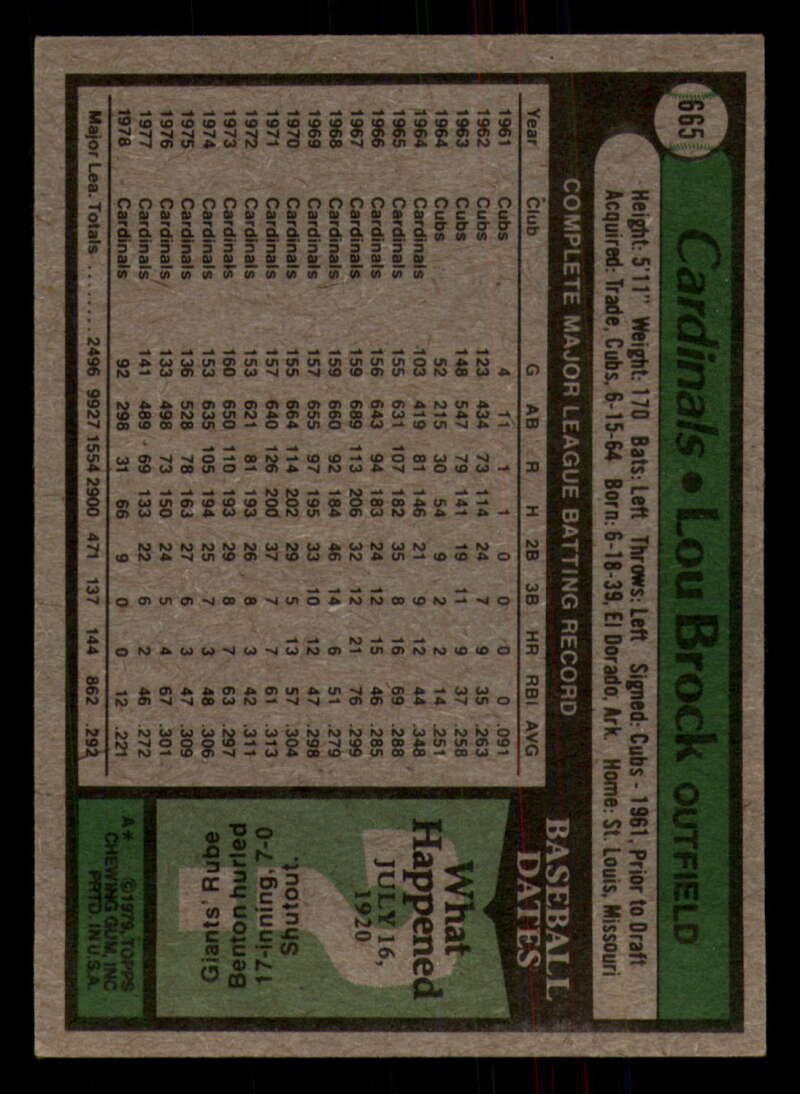 665
Cardinals • Lou Brock OUTFIELD
Height: 5'11" Weight: 170 Bats: Left Throws: Left Signed: Cubs - 1961, Prior to Draft
Acquired: Trade, Cubs, 6-15-64 Born: 6-18-39, El Dorado, Ark. Home: St. Louis, Missouri
COMPLETE MAJOR LEAGUE BATTING RECORD
Year Club G AB R H 2B 3B HR RBI AVG
1961 Cubs 4 11 1 1 0 0 0 0 .091
1962 Cubs 123 434 73 114 24 7 9 35 .263
1963 Cubs 148 547 79 141 19 11 9 37 .258
1964 Cubs 52 215 30 54 9 2 2 14 .251
1964 Cardinals 103 419 81 146 21 9 12 44 .348
1965 Cardinals 155 631 107 182 35 8 16 69 .288
1966 Cardinals 156 643 94 183 24 12 15 46 .285
1967 Cardinals 159 689 113 206 32 12 21 76 .299
1968 Cardinals 159 660 92 184 46 14 6 51 .279
1969 Cardinals 157 655 97 195 33 10 12 47 .298
1970 Cardinals 155 664 114 202 29 5 13 57 .304
1971 Cardinals 157 640 126 200 37 7 7 61 .313
1972 Cardinals 153 621 81 193 26 8 3 42 .311
1973 Cardinals 160 650 110 193 29 8 7 63 .297
1974 Cardinals 153 635 105 194 25 7 3 48 .306
1975 Cardinals 136 528 78 163 27 6 3 47 .309
1976 Cardinals 133 498 73 150 24 5 4 67 .301
1977 Cardinals 141 489 69 133 22 6 2 46 .272
1978 Cardinals 92 298 31 66 9 0 0 12 .221
Major Lea. Totals ........ 2496 9927 1554 2900 471 137 144 862 .292
BASEBALL
DATES
What
Happened
JULY 16,
1920
Giants' Rube
Benton hurled
17-inning, 7-0
Shutout.
A* ©1979, TOPPS
CHEWING GUM, INC
PRTD. IN U.S.A.